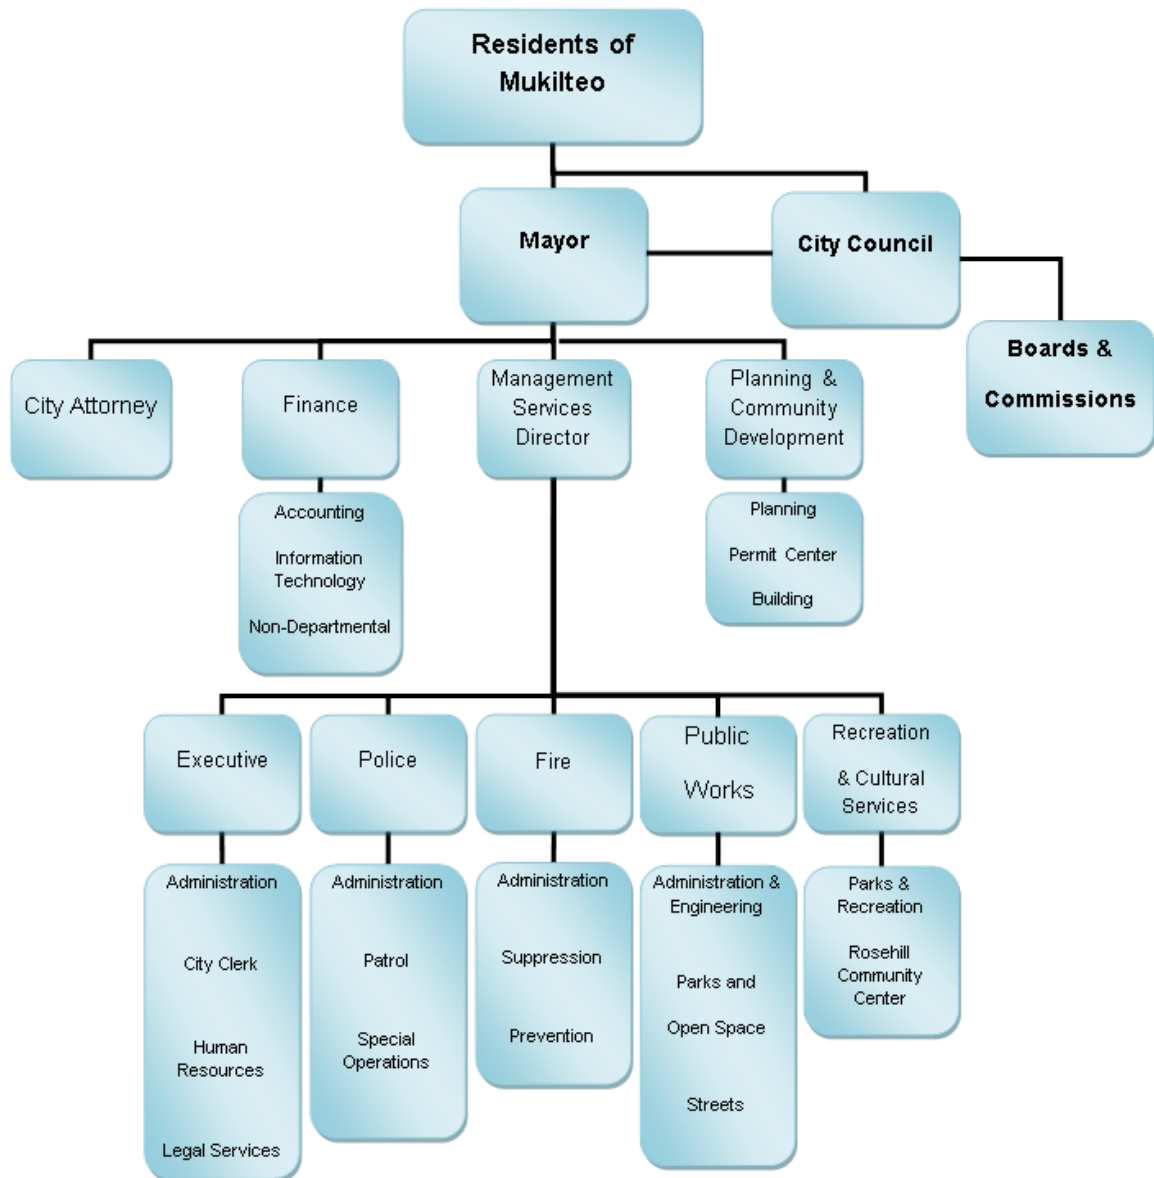 Residents of
Mukilteo
Mayor
City Council
Boards &
Commissions
City Attorney
Finance
Management
Services
Director
Planning &
Community
Development
Accounting
Information
Technology
Non-Departmental
Planning
Permit Center
Building
Executive
Police
Fire
Public
Works
Recreation
& Cultural
Services
Administration
City Clerk
Human
Resources
Legal Services
Administration
Patrol
Special
Operations
Administration
Suppression
Prevention
Administration &
Engineering
Parks and
Open Space
Streets
Parks &
Recreation
Rosehill
Community
Center